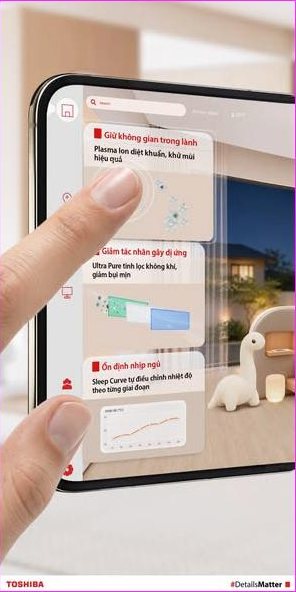 Search
Giữ không gian trong lành
Plasma Ion diệt khuẩn, khử mùi
hiệu quả
Giảm tác nhân gây dị ứng
Ultra Pure tinh lọc không khí,
giảm bụi mịn
Ổn định nhịp ngủ
Sleep Curve tự điều chỉnh nhiệt độ
theo từng giai đoạn
TOSHIBA
#DetailsMatter